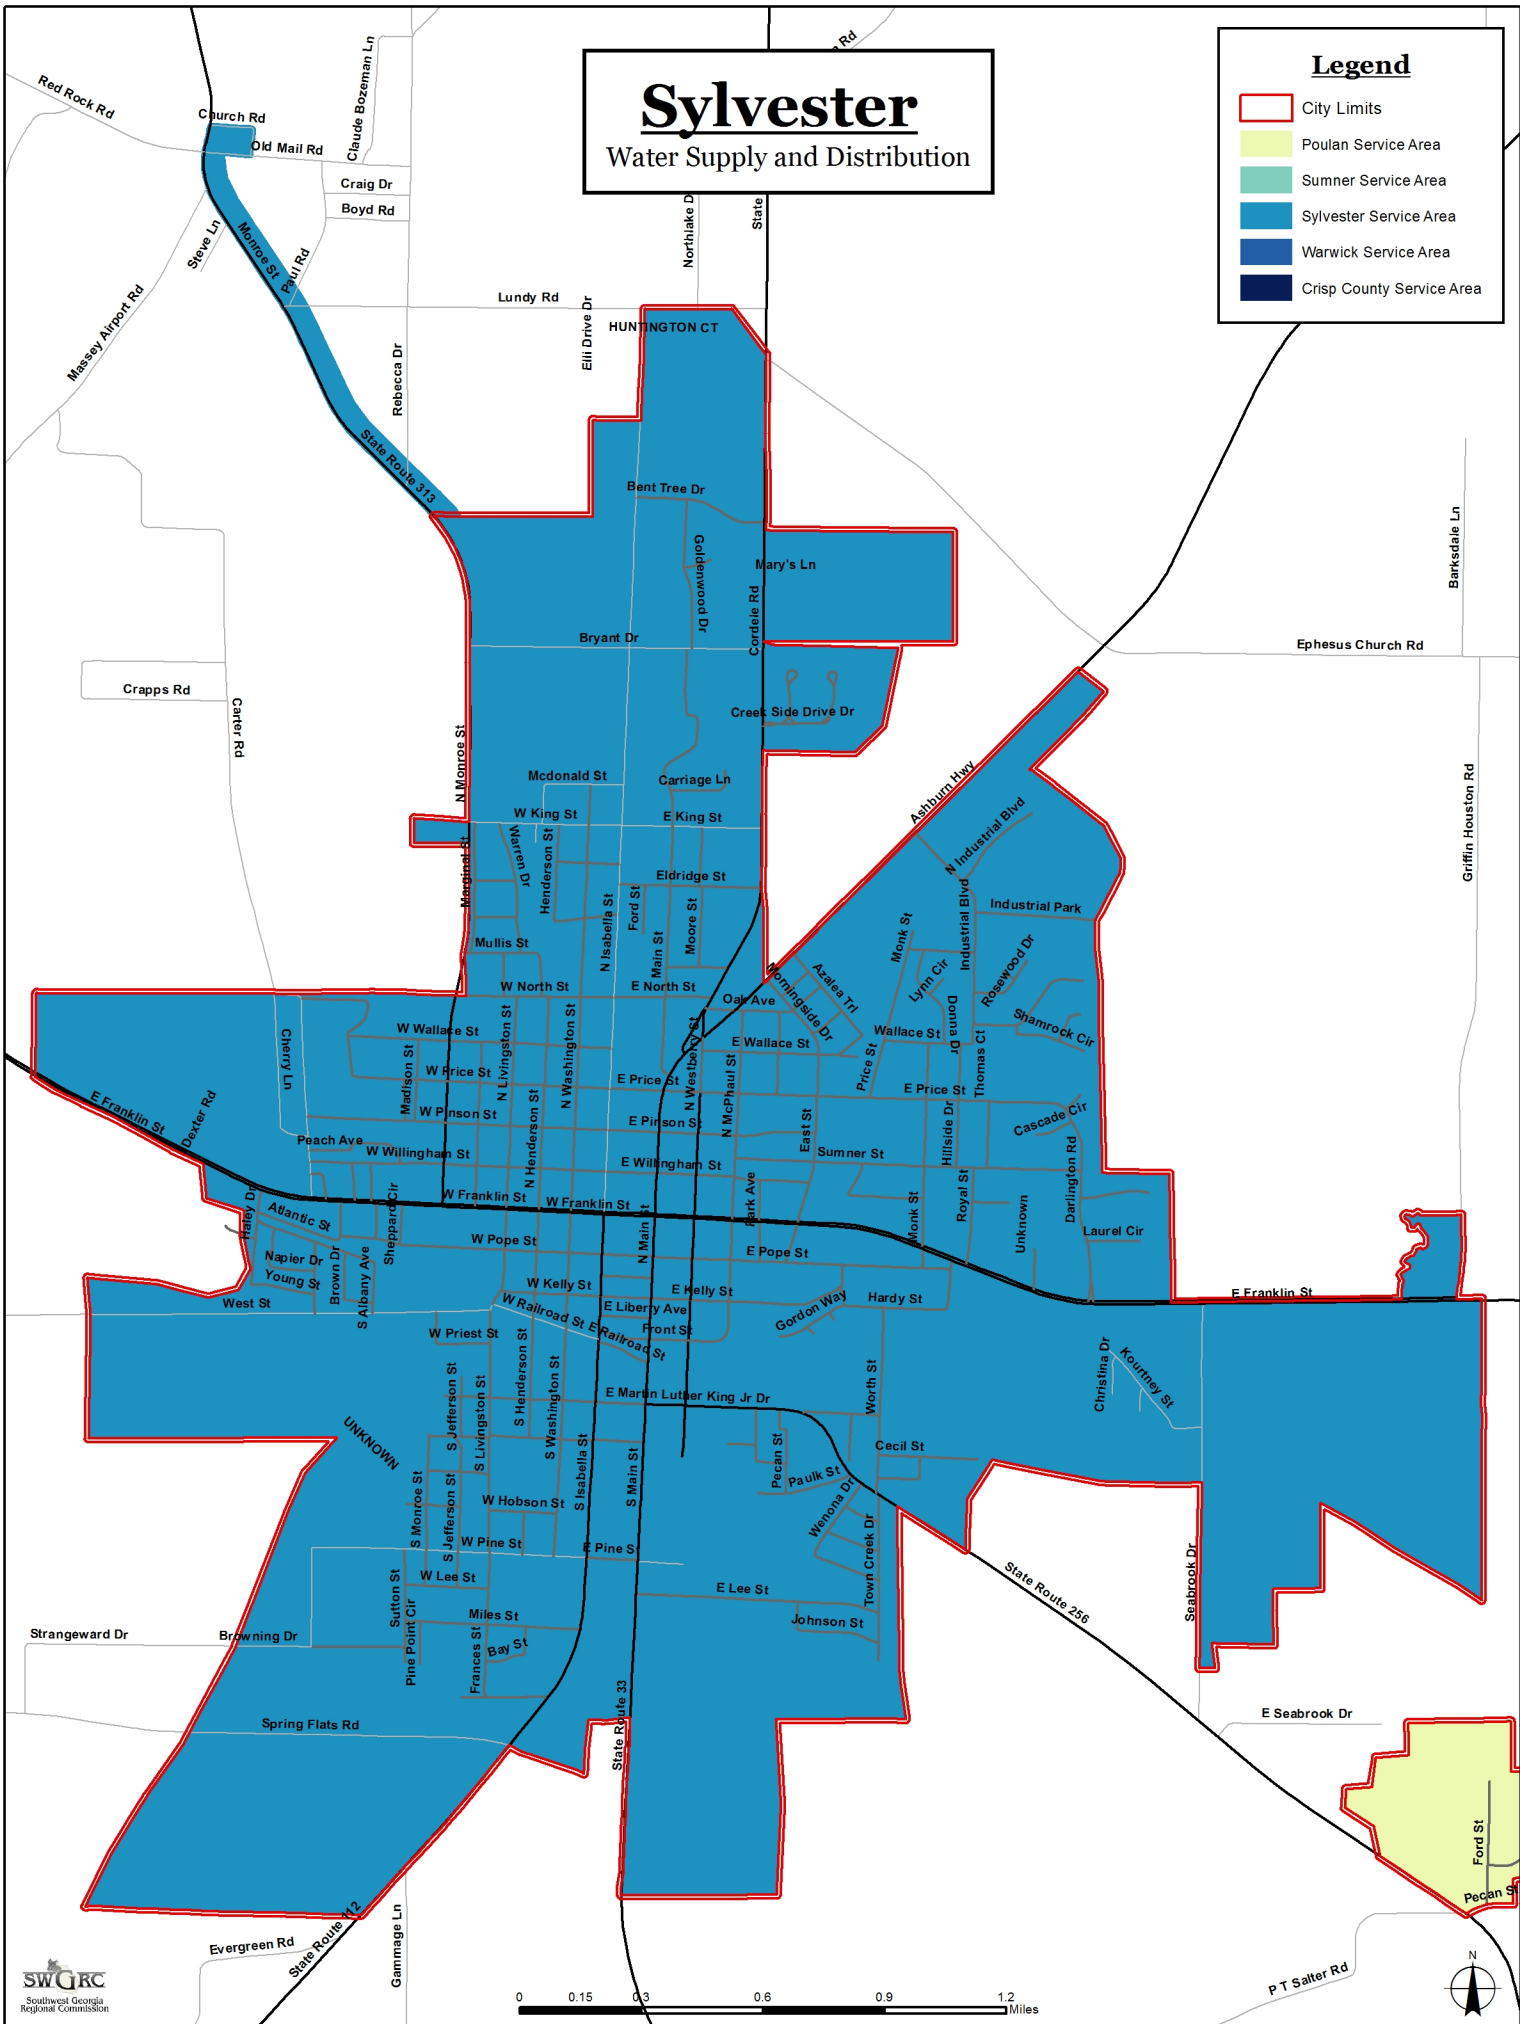 Sylvester
Water Supply and Distribution
Legend
City Limits
Poulan Service Area
Sumner Service Area
Sylvester Service Area
Warwick Service Area
Crisp County Service Area
Rd
Red Rock Rd
Church Rd
Old Mail Rd
Claude Bozeman Ln
Craig Dr
Boyd Rd
Steve Ln
Monroe St
Paul Rd
Northlake D
State
Massey Airport Rd
Lundy Rd
Elli Drive Dr
HUNTINGTON CT
Rebecca Dr
State Route 313
Bent Tree Dr
Goldenwood Dr
Mary's Ln
Cordele Rd
Barksdale Ln
Bryant Dr
Ephesus Church Rd
Crapps Rd
Carter Rd
Creek Side Drive Dr
N Monroe St
Mcdonald St
Carriage Ln
Ashburn Hwy
W King St
E King St
N Industrial Blvd
Griffin Houston Rd
Marginal St
Warren Dr
Henderson St
Eldridge St
Ford St
Moore St
Industrial Blvd
Industrial Park
N Isabella St
Main St
Monk St
Mullis St
Lynn Cir
Rosewood Dr
Azalea Trl
Morningside Dr
W North St
E North St
Oak Ave
Donna Dr
Shamrock Cir
W Wallace St
E Wallace St
Wallace St
Cherry Ln
Madison St
N Livingston St
N Washington St
N Westberry St
Price St
Thomas Ct
W Price St
E Price St
E Price St
N McPhaul St
E Franklin St
Dexter Rd
W Pinson St
E Pinson St
East St
Hillside Dr
Cascade Cir
Peach Ave
W Willingham St
N Henderson St
E Willingham St
Sumner St
Darlington Rd
Haley Dr
Atlantic St
Sheppard Cir
W Franklin St
W Franklin St
Park Ave
Monk St
Royal St
Unknown
Laurel Cir
N Main St
W Pope St
E Pope St
Napier Dr
Young St
Brown Dr
S Albany Ave
W Kelly St
E Kelly St
Gordon Way
Hardy St
E Franklin St
West St
W Railroad St
E Liberty Ave
E Railroad St
Front St
W Priest St
S Henderson St
S Jefferson St
S Livingston St
S Washington St
E Martin Luther King Jr Dr
Worth St
Christina Dr
Kourtney St
UNKNOWN
S Isabella St
S Main St
Pecan St
Cecil St
Paulk St
Wenona Dr
S Monroe St
S Jefferson St
W Hobson St
W Pine St
E Pine S
Town Creek Dr
State Route 256
Seabrook Dr
Sutton St
W Lee St
E Lee St
Johnson St
Strangeward Dr
Browning Dr
Pine Point Cir
Miles St
Frances St
Bay St
Spring Flats Rd
State Route 33
E Seabrook Dr
Ford St
Pecan St
Evergreen Rd
State Route 112
Gammage Ln
P T Salter Rd
N
SWGRC
Southwest Georgia
Regional Commission
0 0.15 0.3 0.6 0.9 1.2
Miles